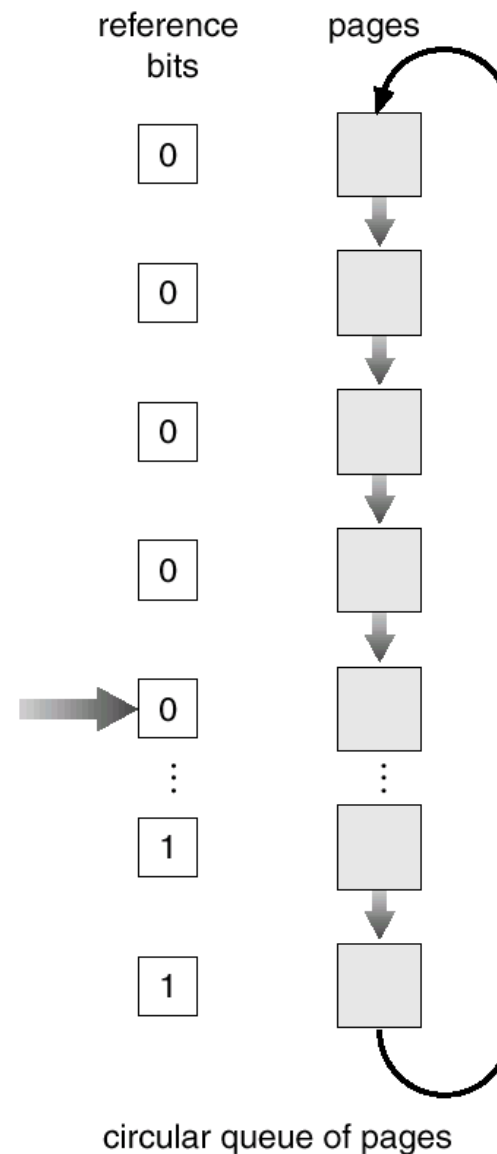 reference pages
bits
0
0
0
0
0
⋮ ⋮
1
1
circular queue of pages